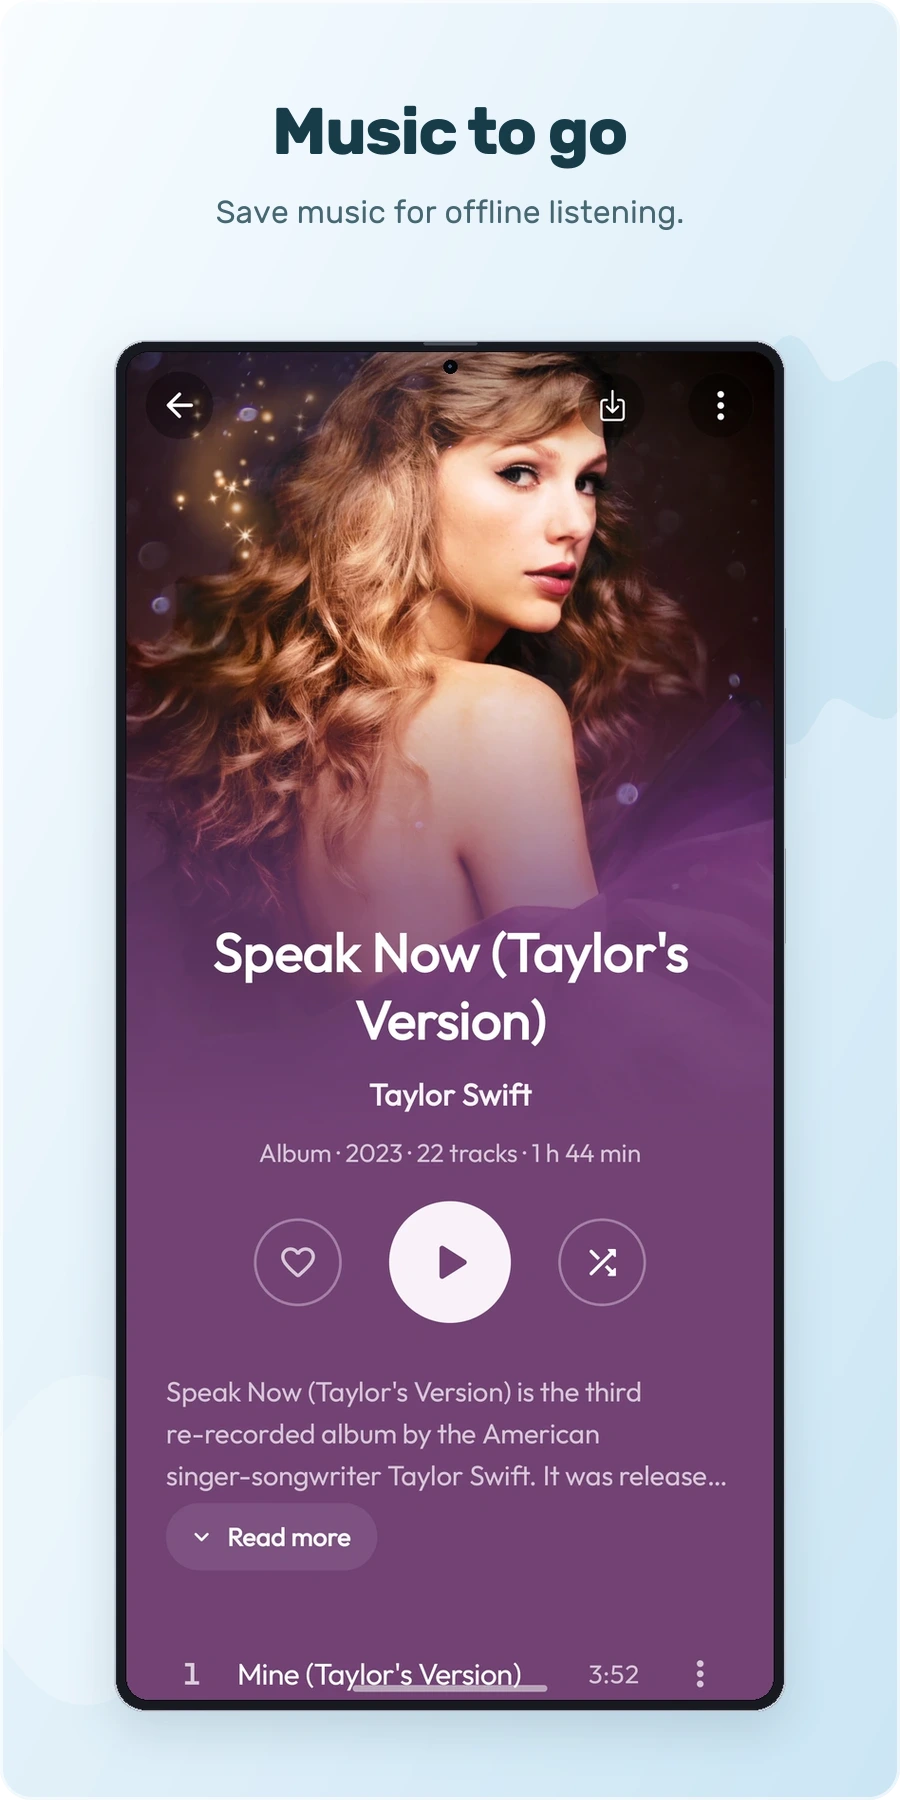 Music to go
Save music for offline listening.
Speak Now (Taylor's
Version)
Taylor Swift
Album · 2023 · 22 tracks · 1 h 44 min
Speak Now (Taylor's Version) is the third
re-recorded album by the American
singer-songwriter Taylor Swift. It was release...
Read more
1 Mine (Taylor's Version) 3:52